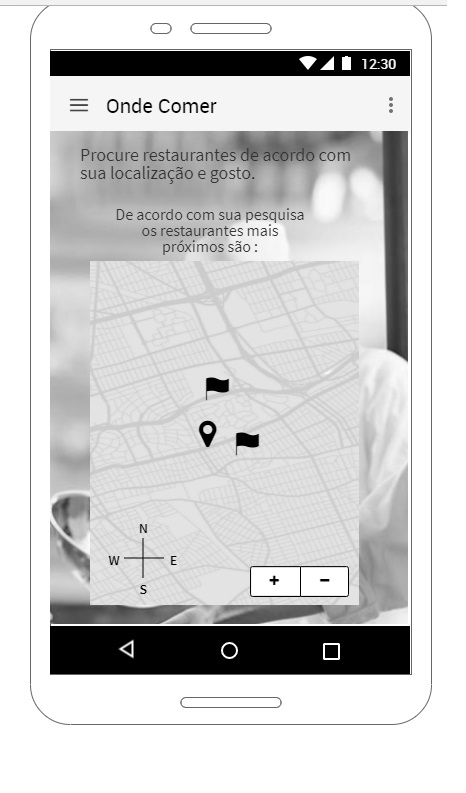 12:30
Onde Comer
Procure restaurantes de acordo com
sua localização e gosto.
De acordo com sua pesquisa
os restaurantes mais
próximos são :
N
W E
S
+ −